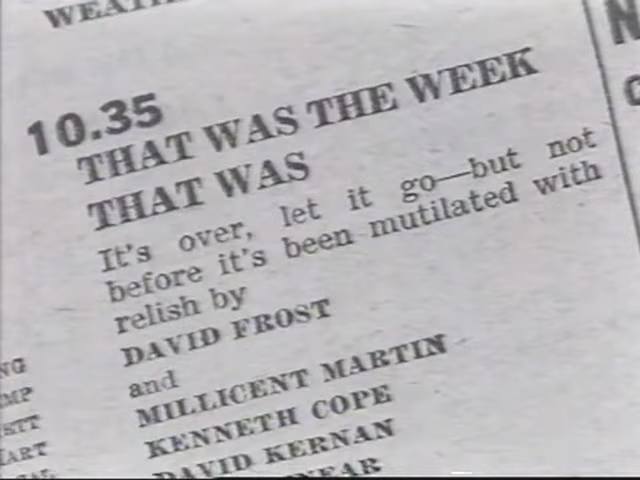 10.35
THAT WAS THE WEEK
THAT WAS
It's over, let it go—but not
before it's been mutilated with
relish by
DAVID FROST
and
MILLICENT MARTIN
KENNETH COPE
DAVID KERNAN